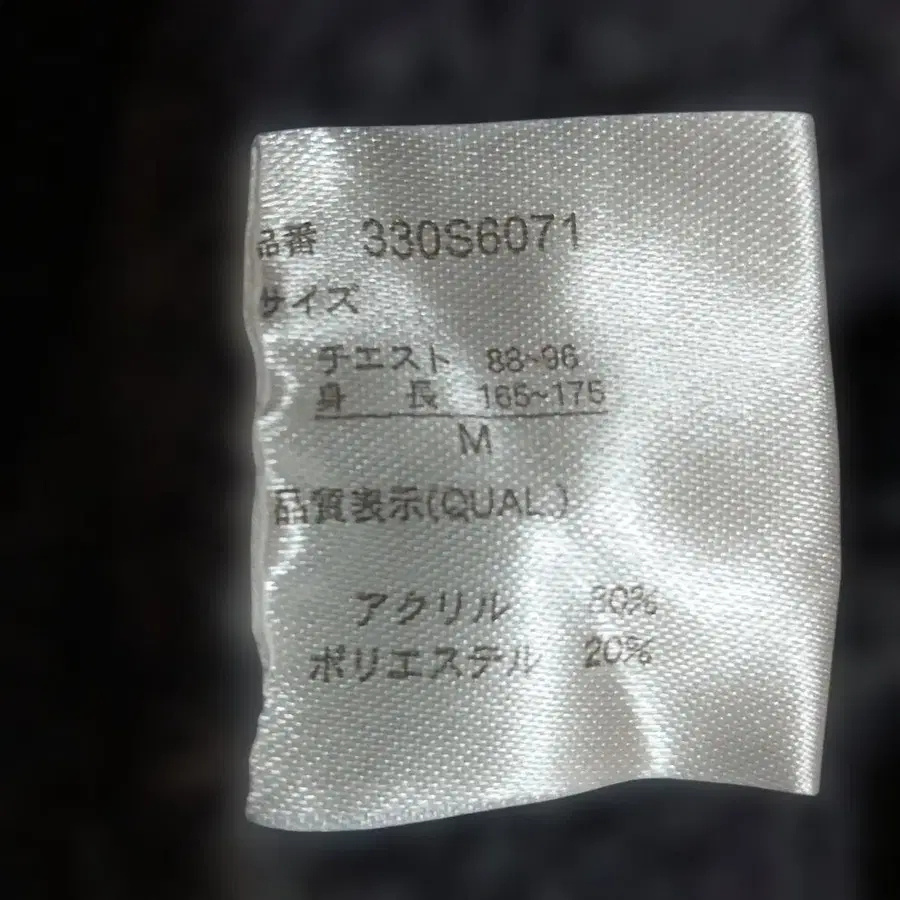 品番 330S6071
サイズ
チエスト 88~96
身 長 165~175
M
品質表示(QUAL.)
アクリル 80%
ポリエステル 20%